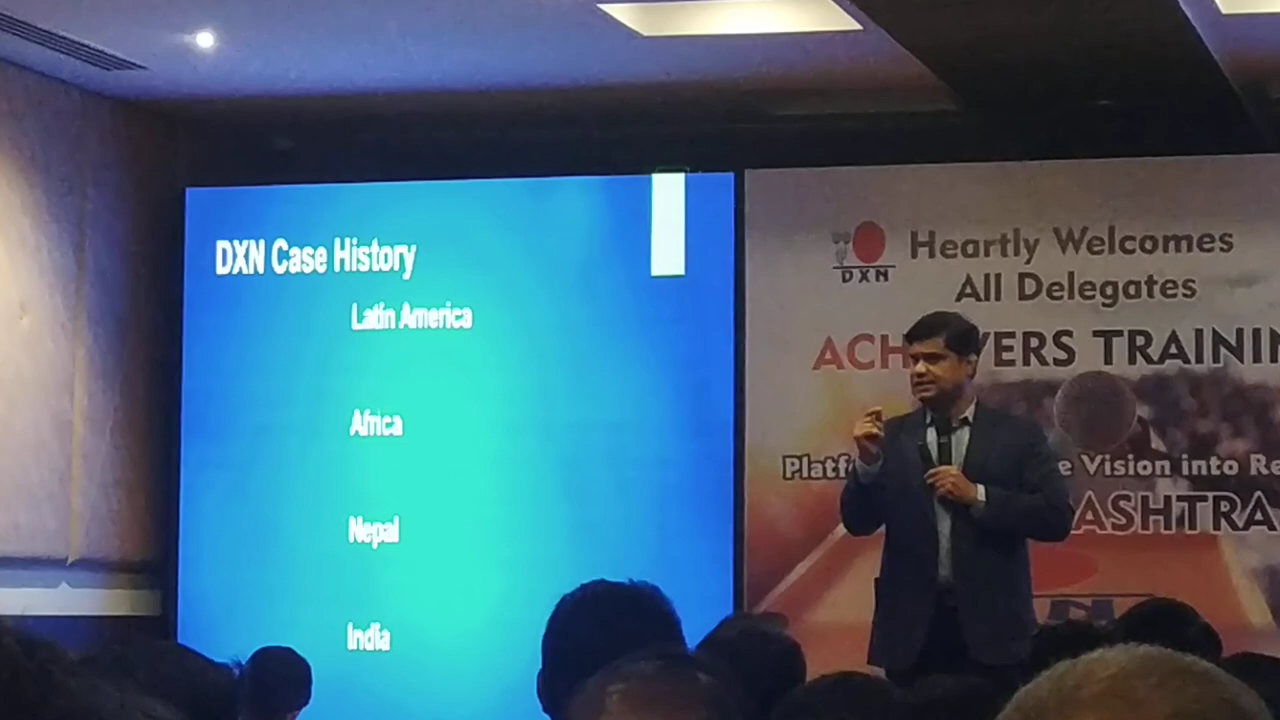 DXN Case History
Latin America
Africa
Nepal
India
DXN
Heartly Welcomes
All Delegates
ACH YERS TRAININ
Platf e Vision into Re
ASHTRA